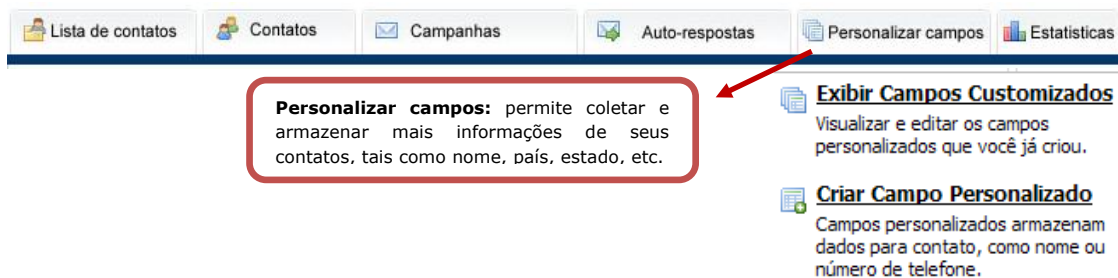 Lista de contatos
Contatos
Campanhas
Auto-respostas
Personalizar campos
Estatisticas
Personalizar campos: permite coletar e
armazenar mais informações de seus
contatos, tais como nome, país, estado, etc.
Exibir Campos Customizados
Visualizar e editar os campos
personalizados que você já criou.
Criar Campo Personalizado
Campos personalizados armazenam
dados para contato, como nome ou
número de telefone.